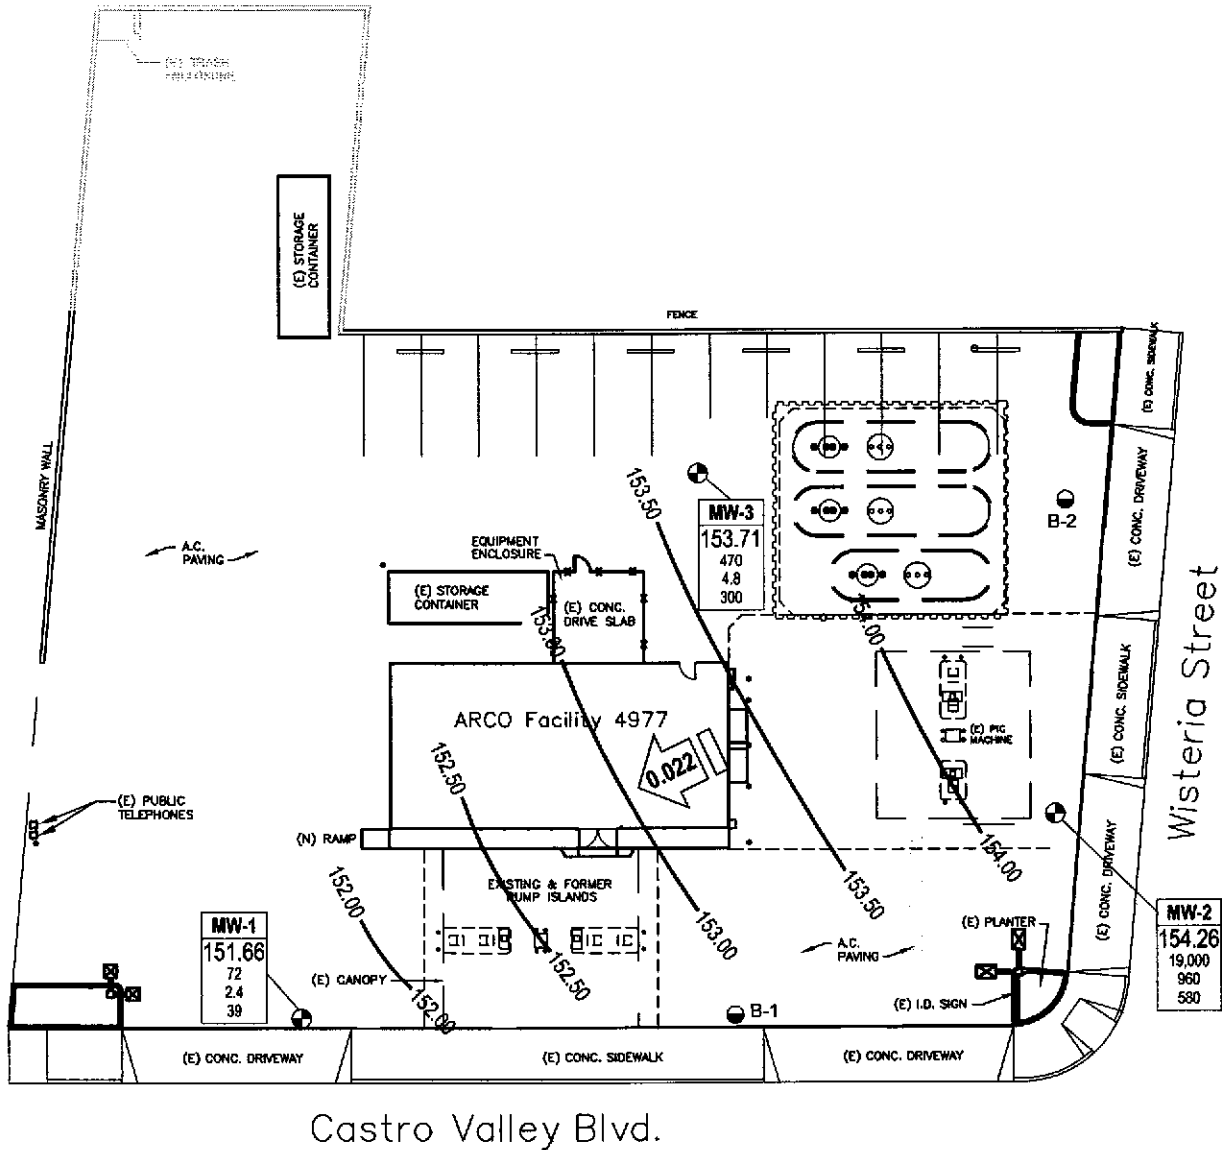 (E) TRASH
ENCLOSURE
(E) STORAGE
CONTAINER
FENCE
(E) CONC. SIDEWALK
MASONRY WALL
A.C.
PAVING
EQUIPMENT
ENCLOSURE
(E) STORAGE
CONTAINER
(E) CONC.
DRIVE SLAB
153.50
MW-3
153.71
470
4.8
300
B-2
(E) CONC. DRIVEWAY
Wisteria Street
153.00
154.00
ARCO Facility 4977
0.022
(E) PIC
MACHINE
(E) CONC. SIDEWALK
152.50
(E) PUBLIC
TELEPHONES
(N) RAMP
154.00
(E) CONC. DRIVEWAY
EXISTING & FORMER
PUMP ISLANDS
152.00
153.50
153.00
MW-1
151.66
72
2.4
39
(E) CANOPY
152.50
152.00
B-1
A.C.
PAVING
(E) PLANTER
(E) I.D. SIGN
MW-2
154.26
19,000
960
580
(E) CONC. DRIVEWAY
(E) CONC. SIDEWALK
(E) CONC. DRIVEWAY
Castro Valley Blvd.